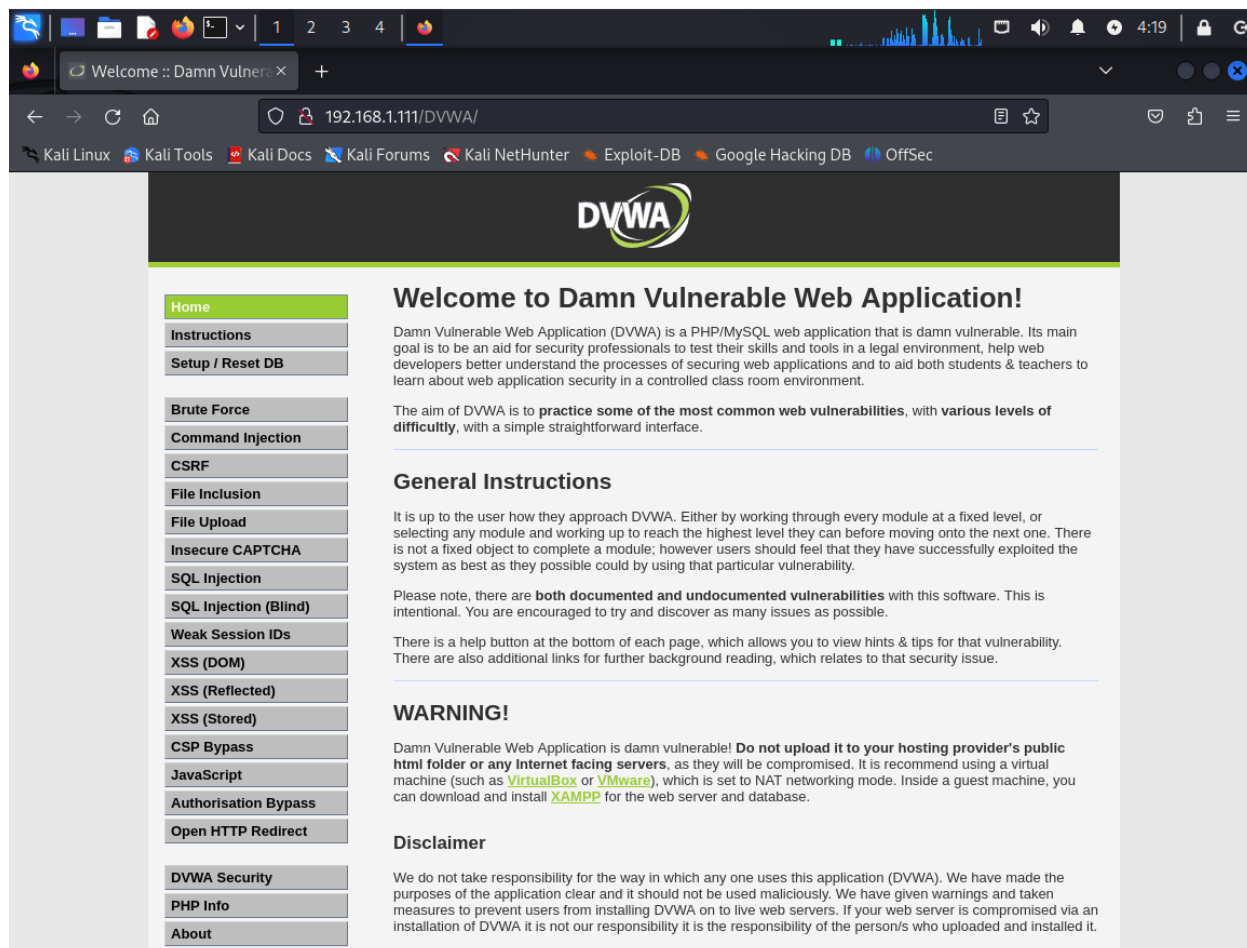 1 2 3 4 4:19
Welcome :: Damn Vulnera
192.168.1.111/DVWA/
Kali Linux Kali Tools Kali Docs Kali Forums Kali NetHunter Exploit-DB Google Hacking DB OffSec
DVWA
Home
Instructions
Setup / Reset DB
Brute Force
Command Injection
CSRF
File Inclusion
File Upload
Insecure CAPTCHA
SQL Injection
SQL Injection (Blind)
Weak Session IDs
XSS (DOM)
XSS (Reflected)
XSS (Stored)
CSP Bypass
JavaScript
Authorisation Bypass
Open HTTP Redirect
DVWA Security
PHP Info
About
Welcome to Damn Vulnerable Web Application!
Damn Vulnerable Web Application (DVWA) is a PHP/MySQL web application that is damn vulnerable. Its main
goal is to be an aid for security professionals to test their skills and tools in a legal environment, help web
developers better understand the processes of securing web applications and to aid both students & teachers to
learn about web application security in a controlled class room environment.
The aim of DVWA is to practice some of the most common web vulnerabilities, with various levels of
difficultly, with a simple straightforward interface.
General Instructions
It is up to the user how they approach DVWA. Either by working through every module at a fixed level, or
selecting any module and working up to reach the highest level they can before moving onto the next one. There
is not a fixed object to complete a module; however users should feel that they have successfully exploited the
system as best as they possible could by using that particular vulnerability.
Please note, there are both documented and undocumented vulnerabilities with this software. This is
intentional. You are encouraged to try and discover as many issues as possible.
There is a help button at the bottom of each page, which allows you to view hints & tips for that vulnerability.
There are also additional links for further background reading, which relates to that security issue.
WARNING!
Damn Vulnerable Web Application is damn vulnerable! Do not upload it to your hosting provider's public
html folder or any Internet facing servers, as they will be compromised. It is recommend using a virtual
machine (such as VirtualBox or VMware), which is set to NAT networking mode. Inside a guest machine, you
can download and install XAMPP for the web server and database.
Disclaimer
We do not take responsibility for the way in which any one uses this application (DVWA). We have made the
purposes of the application clear and it should not be used maliciously. We have given warnings and taken
measures to prevent users from installing DVWA on to live web servers. If your web server is compromised via an
installation of DVWA it is not our responsibility it is the responsibility of the person/s who uploaded and installed it.